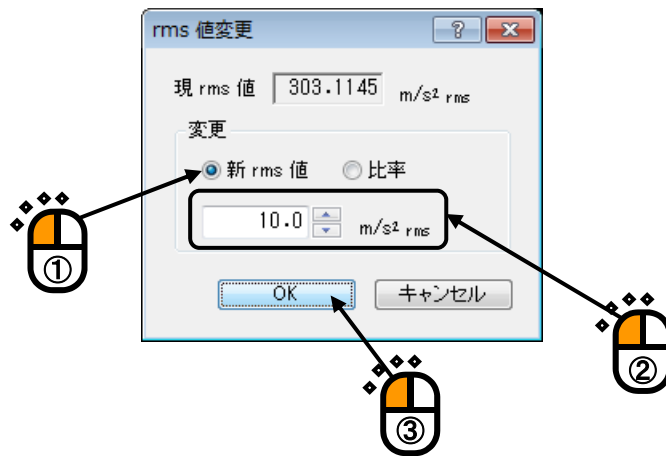 rms 値変更
現 rms 値 303.1145 m/s² rms
変更
新 rms 値 比率
10.0 m/s² rms
OK キャンセル
①
②
③